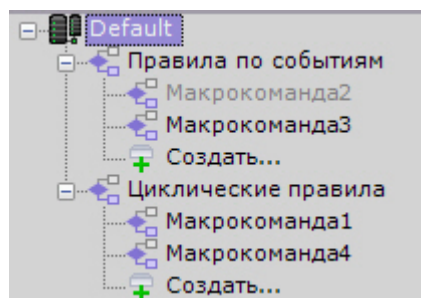 Default
Правила по событиям
Макрокоманда2
Макрокоманда3
Создать...
Циклические правила
Макрокоманда1
Макрокоманда4
Создать...